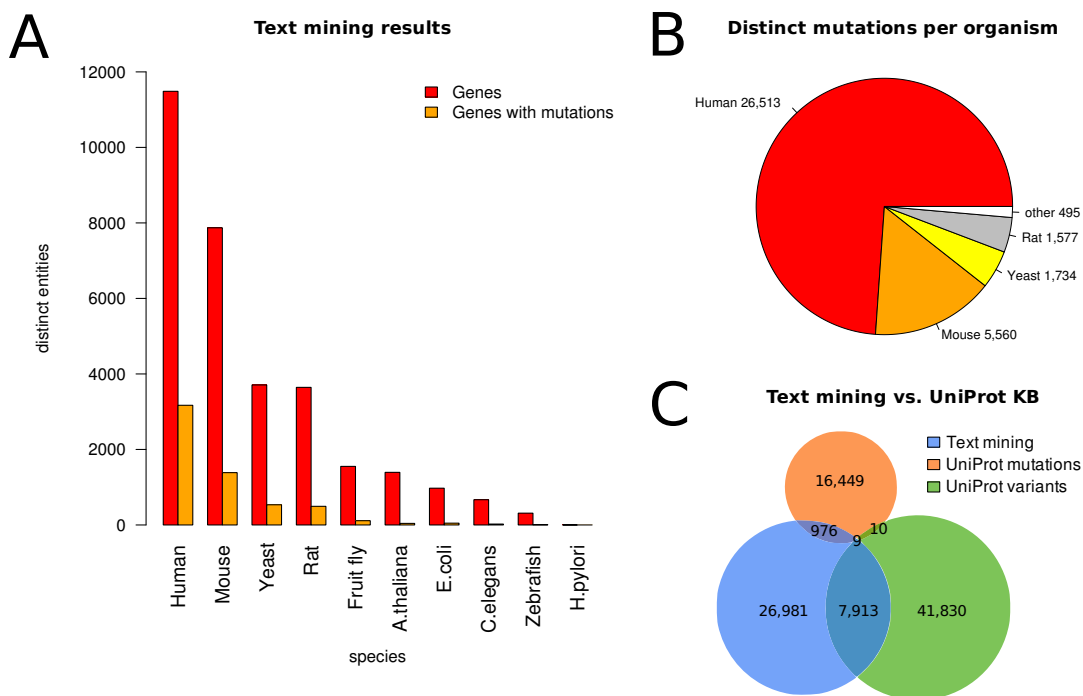 A
Text mining results
12000
10000
8000
6000
4000
2000
0
distinct entities
Genes
Genes with mutations
Human
Mouse
Yeast
Rat
Fruit fly
A.thaliana
E.coli
C.elegans
Zebrafish
H.pylori
species
B
Distinct mutations per organism
Human 26,513
other 495
Rat 1,577
Yeast 1,734
Mouse 5,560
C
Text mining vs. UniProt KB
Text mining
UniProt mutations
UniProt variants
16,449
976
10
9
26,981
7,913
41,830